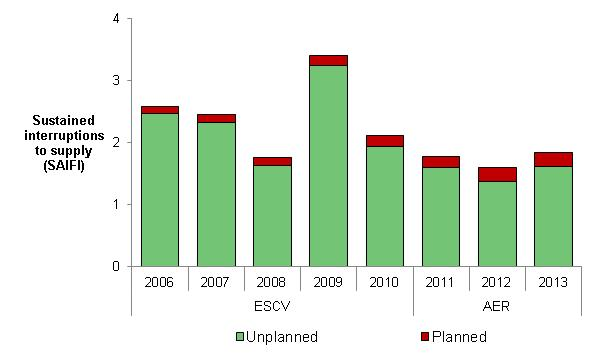 4
3
2
1
0
Sustained
interruptions
to supply
(SAIFI)
2006 2007 2008 2009 2010 2011 2012 2013
ESCV AER
Unplanned Planned